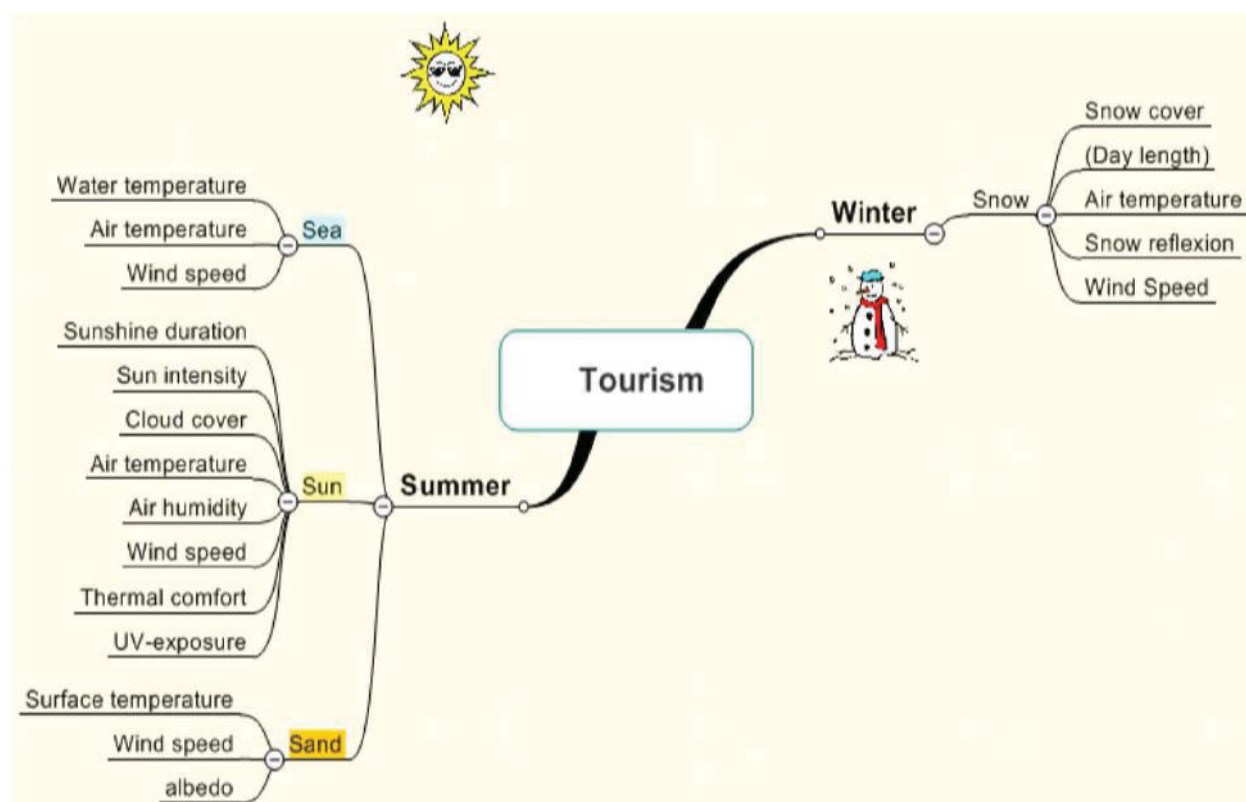 Tourism
Winter
Snow
Snow cover
(Day length)
Air temperature
Snow reflexion
Wind Speed
Summer
Sea
Water temperature
Air temperature
Wind speed
Sun
Sunshine duration
Sun intensity
Cloud cover
Air temperature
Air humidity
Wind speed
Thermal comfort
UV-exposure
Sand
Surface temperature
Wind speed
albedo